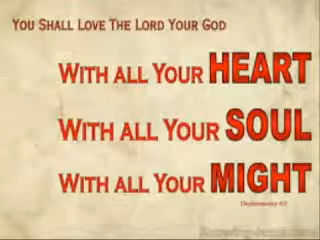 You Shall Love The Lord Your God
With all Your HEART
With all Your SOUL
With all Your MIGHT
Deuteronomy 6:5